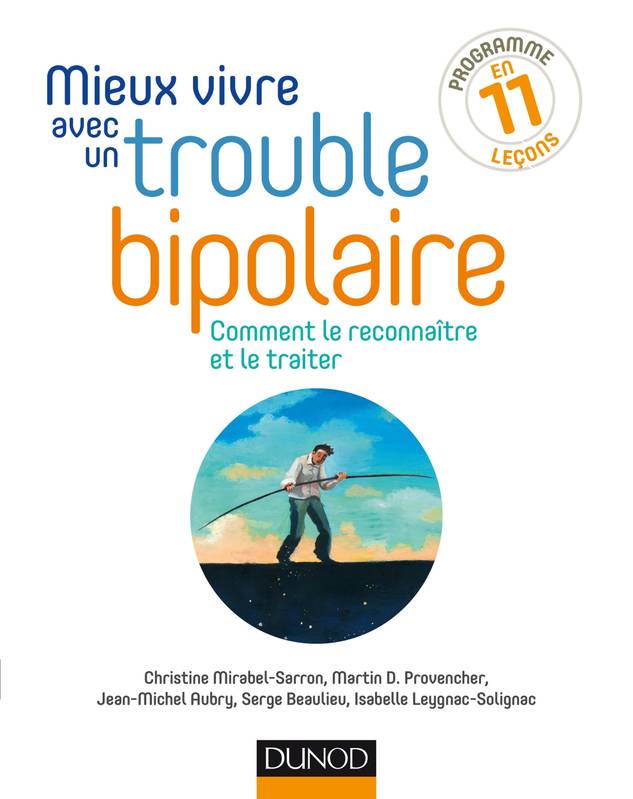 Mieux vivre
avec
un
trouble
bipolaire
PROGRAMME
EN
11
LEÇONS
Comment le reconnaître
et le traiter
Christine Mirabel-Sarron, Martin D. Provencher,
Jean-Michel Aubry, Serge Beaulieu, Isabelle Leygnac-Solignac
DUNOD